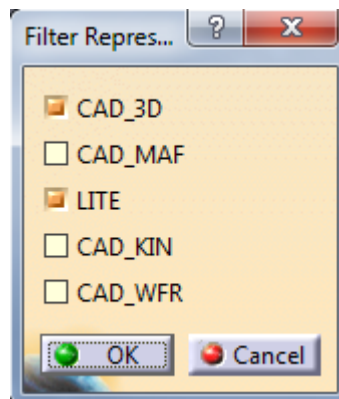 Filter Repres...
CAD_3D
CAD_MAF
LITE
CAD_KIN
CAD_WFR
OK Cancel